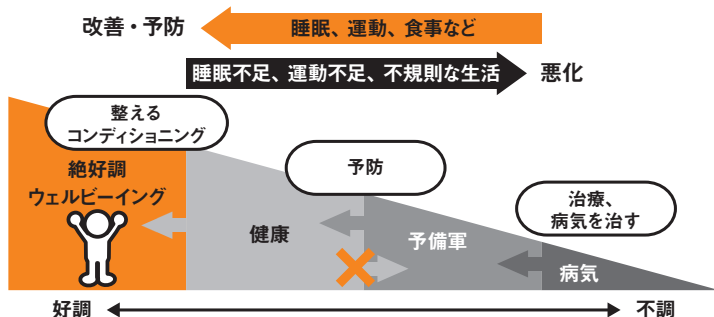 改善・予防
睡眠、運動、食事など
睡眠不足、運動不足、不規則な生活
悪化
整える
コンディショニング
予防
治療、
病気を治す
絶好調
ウェルビーイング
健康
予備軍
病気
好調
不調